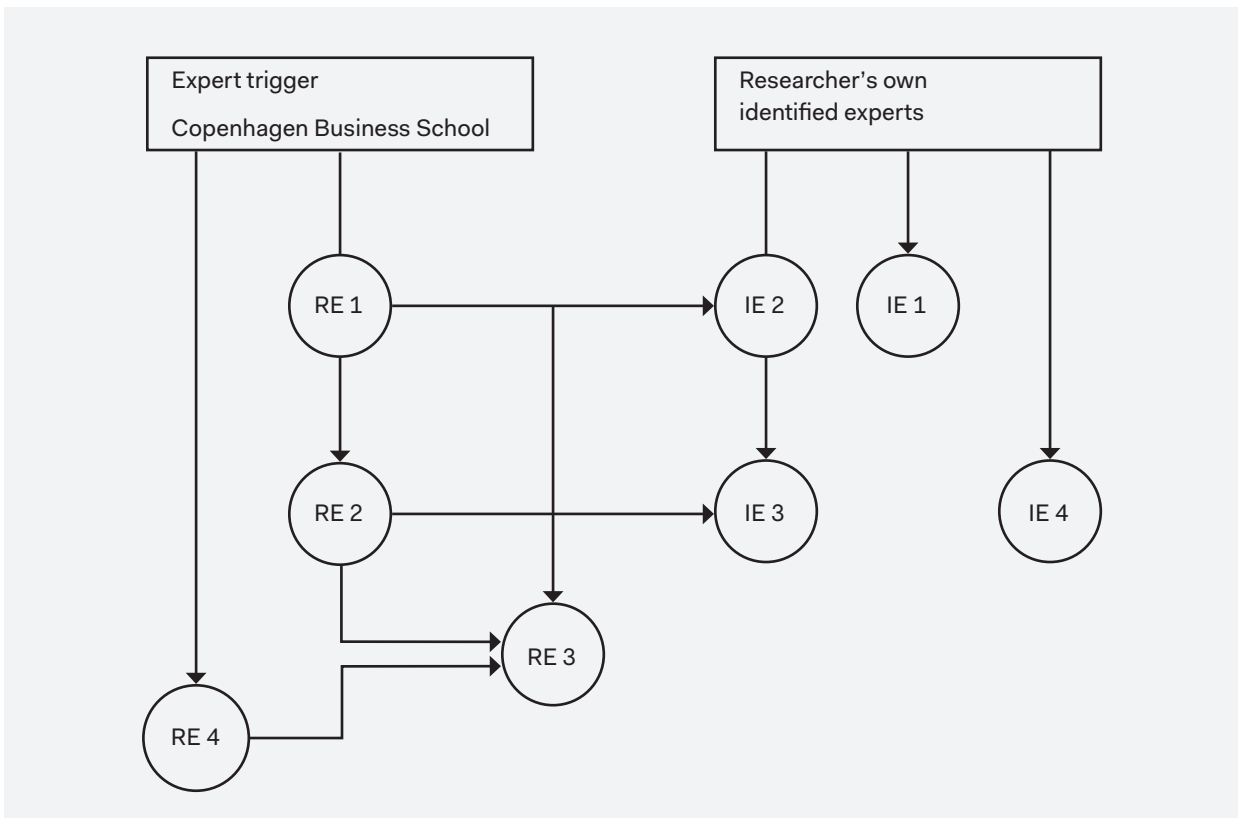 Expert trigger
Copenhagen Business School
Researcher’s own
identified experts
RE 1
IE 2
IE 1
RE 2
IE 3
IE 4
RE 3
RE 4